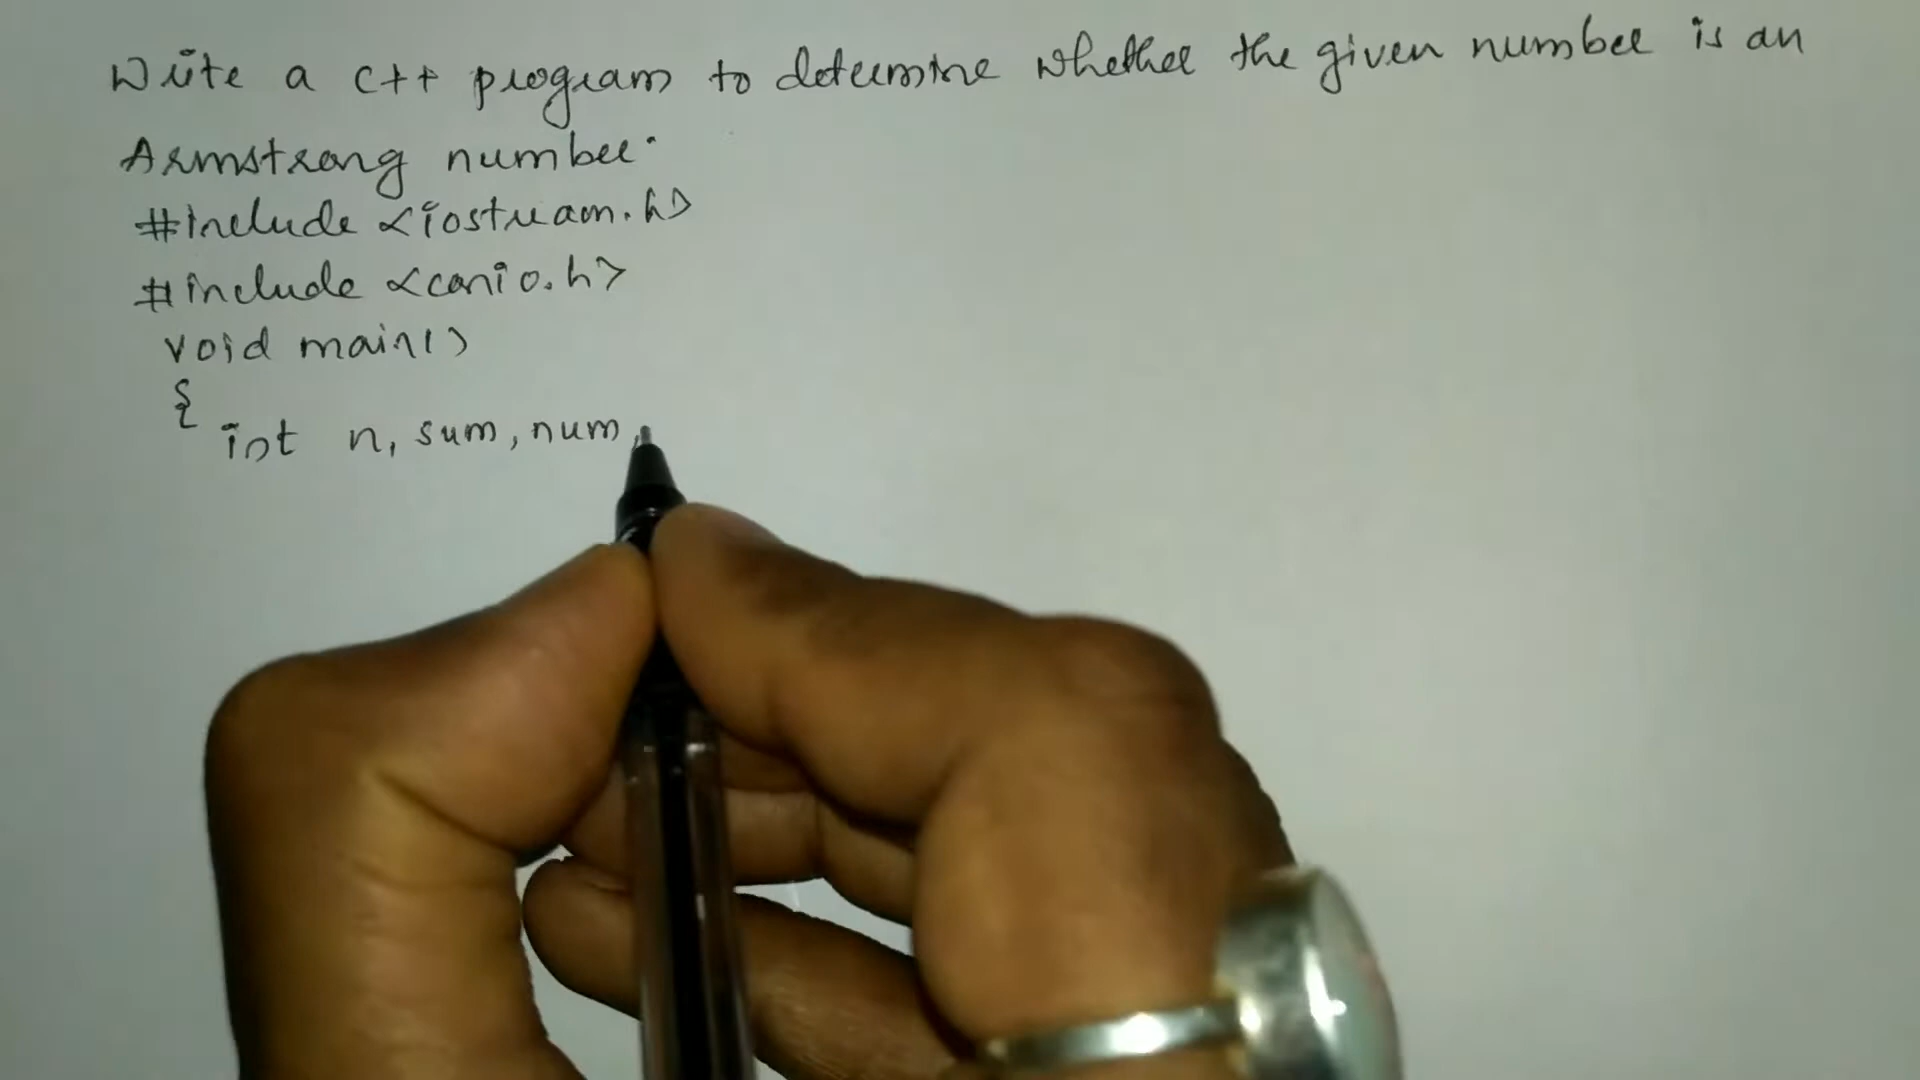 Write a C++ program to determine whether the given number is an
Armstrong number.
#include <iostream.h>
#include <conio.h>
void main()
{
int n, sum, num,